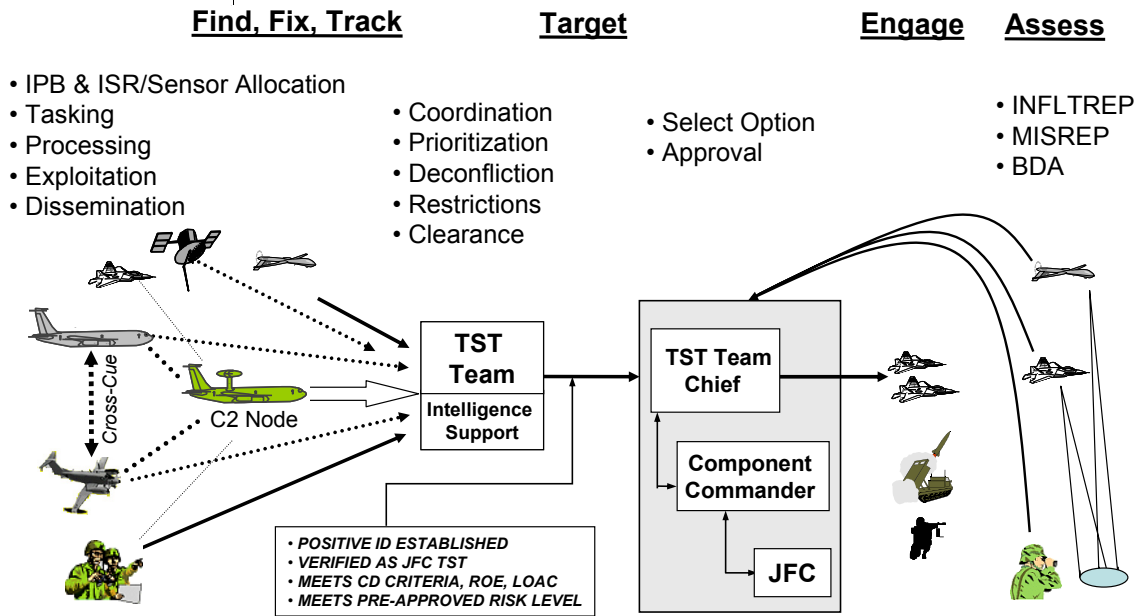 Find, Fix, Track
Target
Engage
Assess
• IPB & ISR/Sensor Allocation
• Tasking
• Processing
• Exploitation
• Dissemination
• Coordination
• Prioritization
• Deconfliction
• Restrictions
• Clearance
• Select Option
• Approval
• INFLTREP
• MISREP
• BDA
Cross-Cue
C2 Node
TST
Team
Intelligence
Support
TST Team
Chief
Component
Commander
JFC
• POSITIVE ID ESTABLISHED
• VERIFIED AS JFC TST
• MEETS CD CRITERIA, ROE, LOAC
• MEETS PRE-APPROVED RISK LEVEL